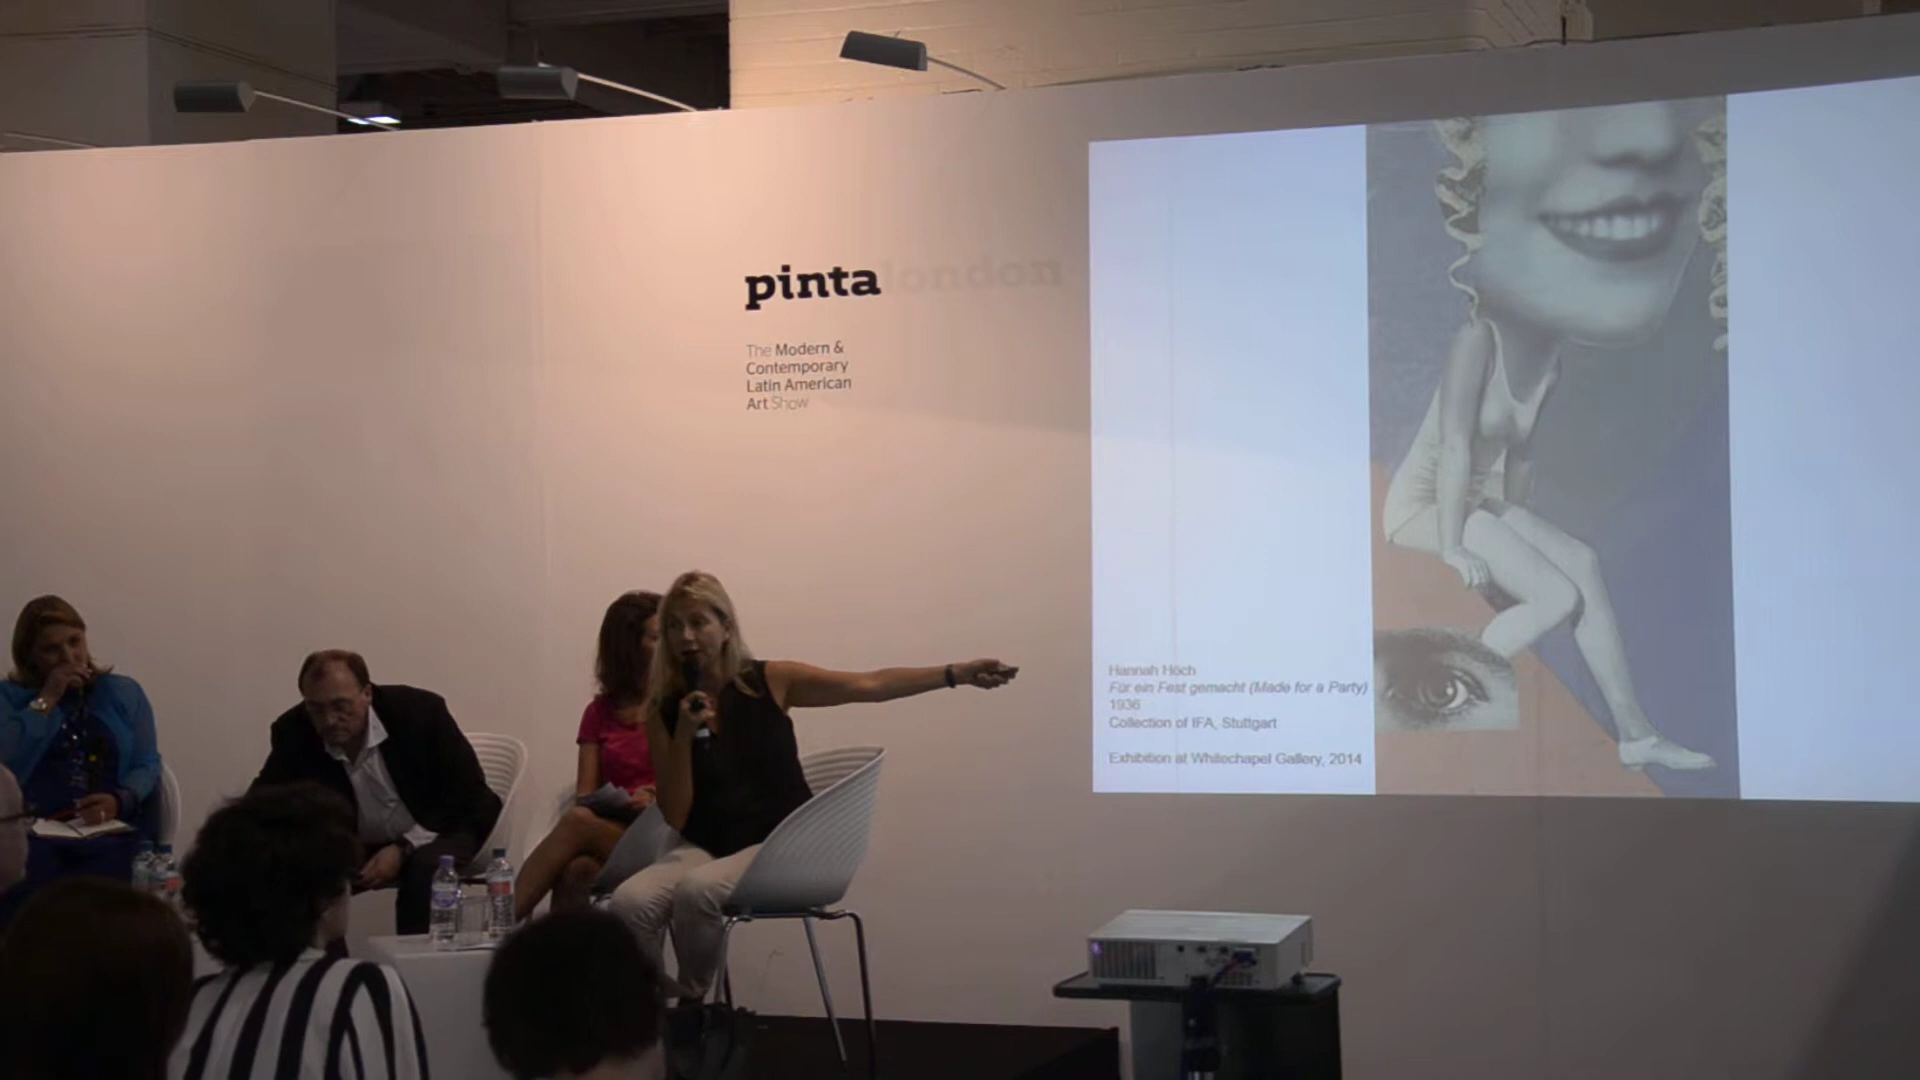 pinta london
The Modern &
Contemporary
Latin American
Art Show
Hannah Höch
Für ein Fest gemacht (Made for a Party)
1936
Collection of IFA, Stuttgart
Exhibition at Whitechapel Gallery, 2014